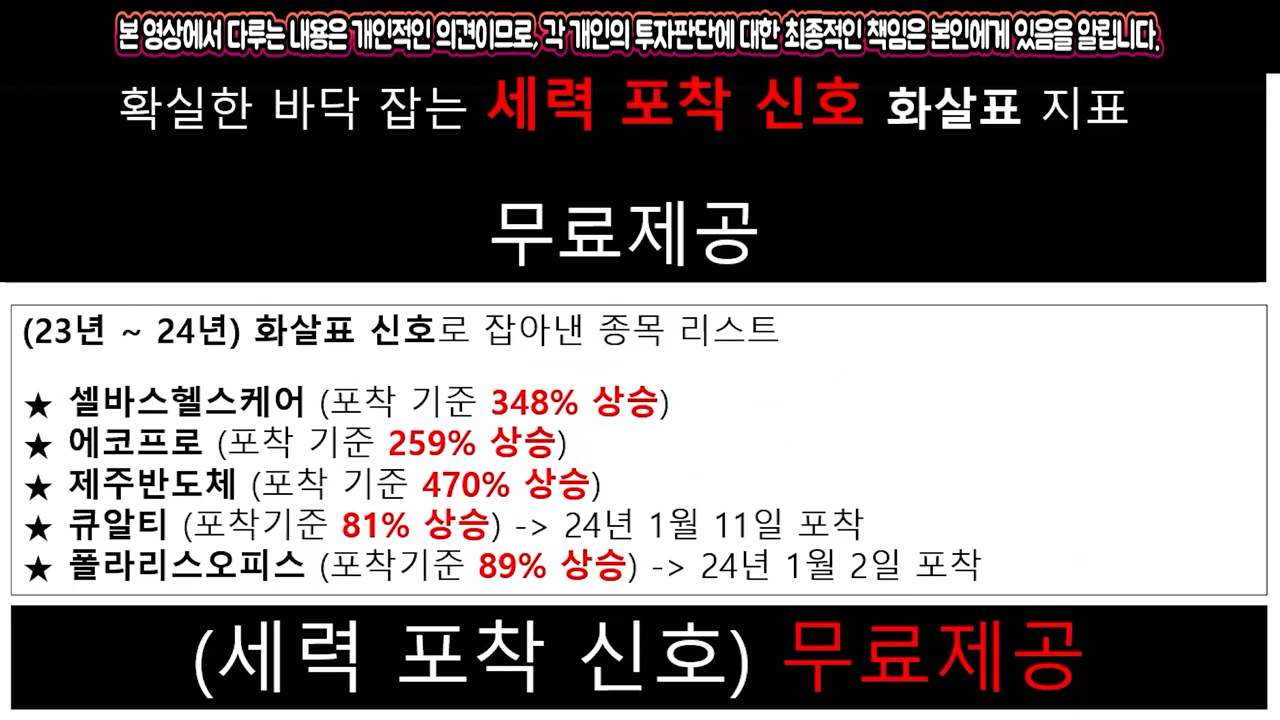 본 영상에서 다루는 내용은 개인적인 의견이므로, 각 개인의 투자판단에 대한 최종적인 책임은 본인에게 있음을 알립니다.
확실한 바닥 잡는 세력 포착 신호 화살표 지표
무료제공
(23년 ~ 24년) 화살표 신호로 잡아낸 종목 리스트
★ 셀바스헬스케어 (포착 기준 348% 상승)
★ 에코프로 (포착 기준 259% 상승)
★ 제주반도체 (포착 기준 470% 상승)
★ 큐알티 (포착기준 81% 상승) -> 24년 1월 11일 포착
★ 폴라리스오피스 (포착기준 89% 상승) -> 24년 1월 2일 포착
(세력 포착 신호) 무료제공